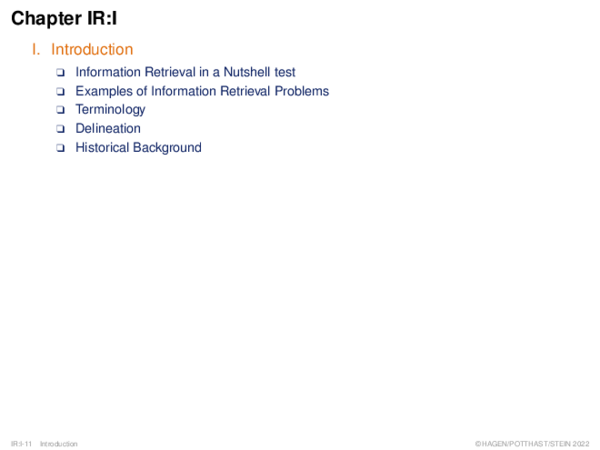 Chapter IR:I
I. Introduction
❑ Information Retrieval in a Nutshell test
❑ Examples of Information Retrieval Problems
❑ Terminology
❑ Delineation
❑ Historical Background
IR:I-11 Introduction
©HAGEN/POTTHAST/STEIN 2022